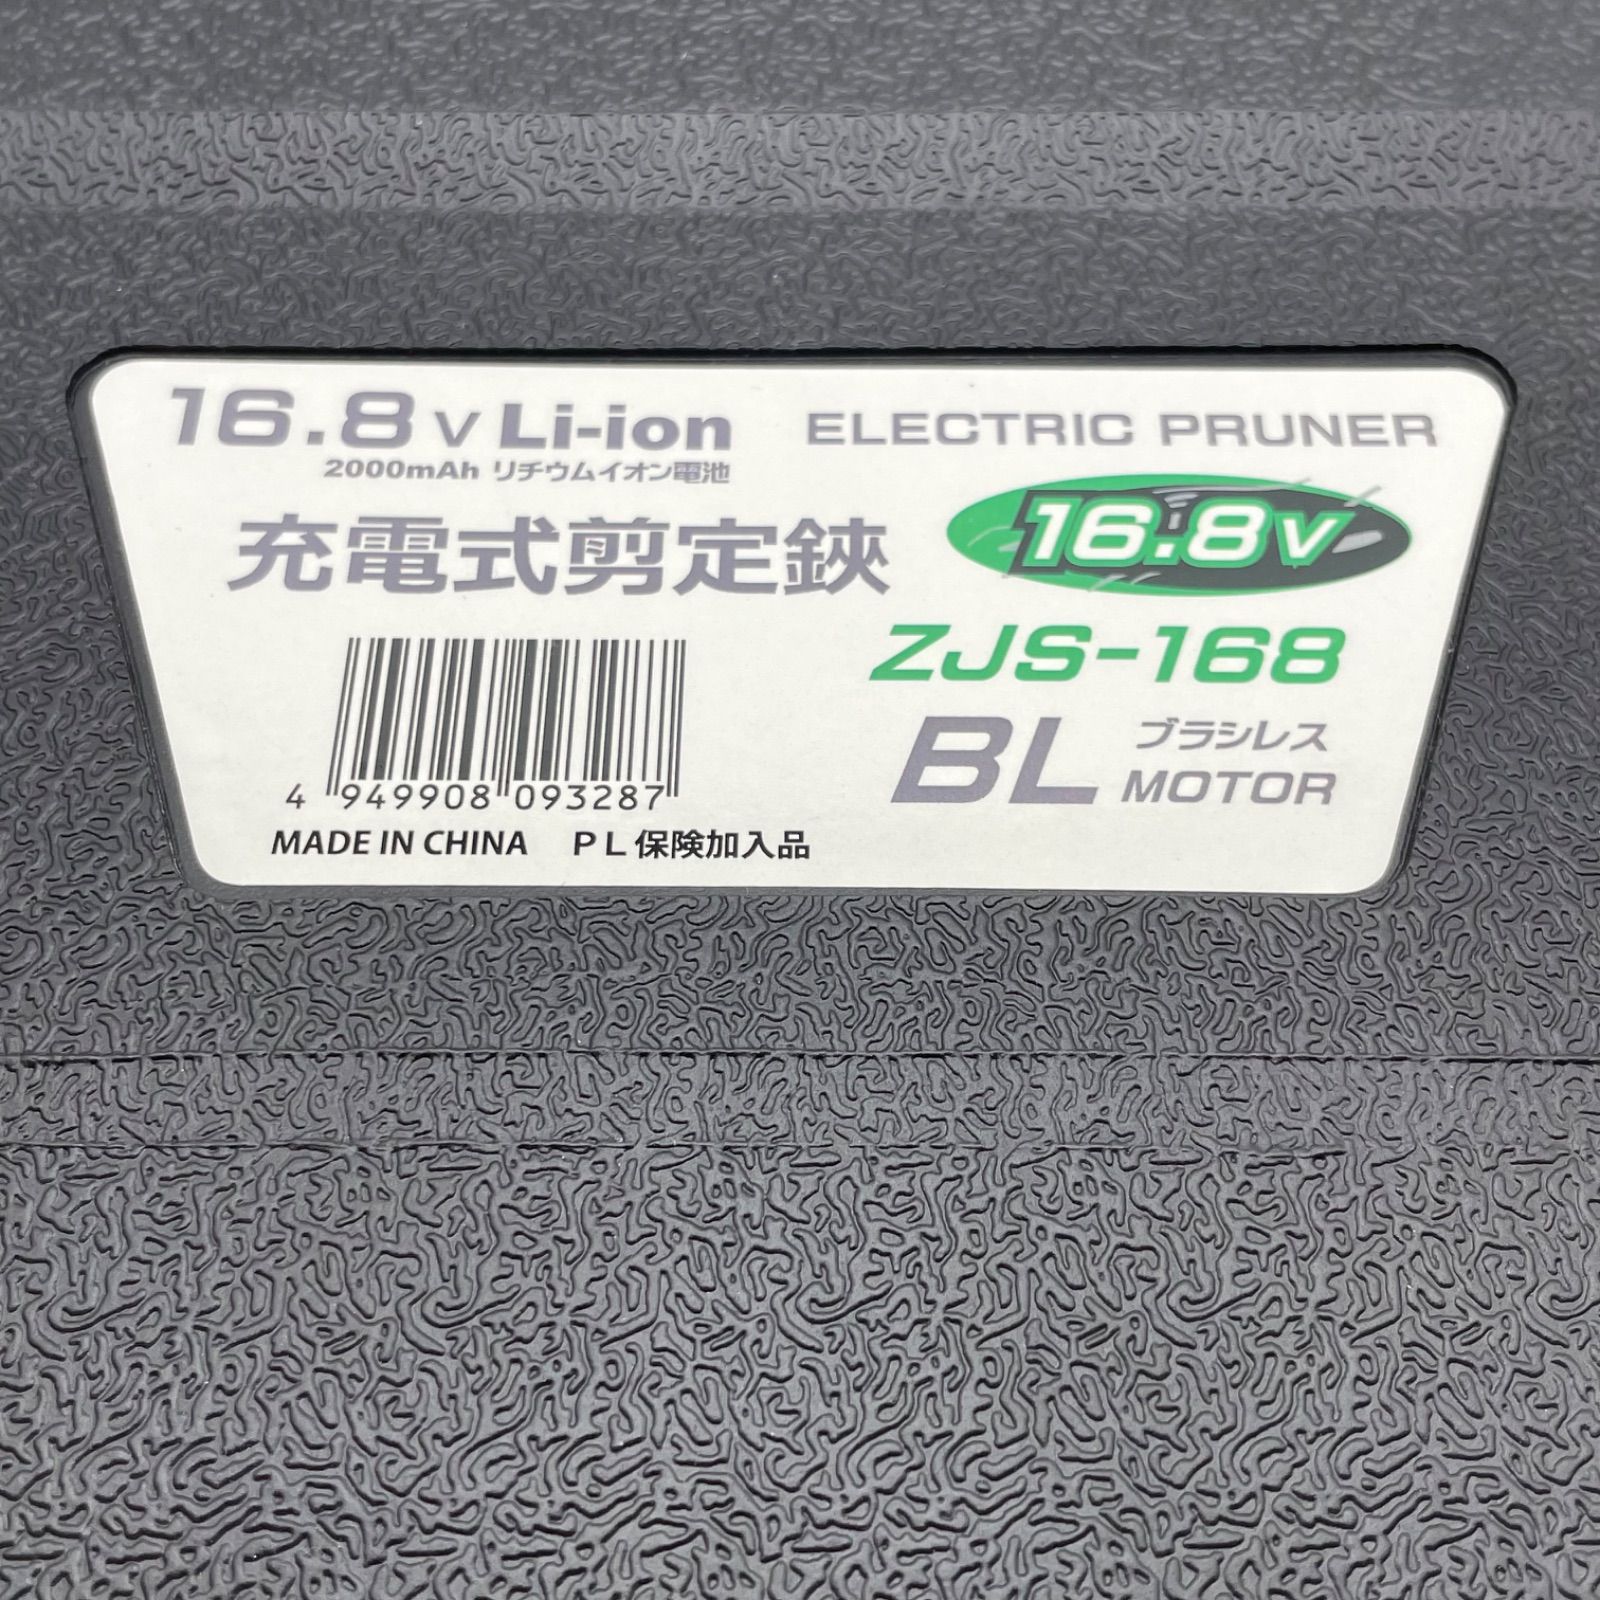 16.8V Li-ion
2000mAh リチウムイオン電池
ELECTRIC PRUNER
充電式剪定鋏
16.8V
ZJS-168
BL ブラシレス
MOTOR
4 949908 093287
MADE IN CHINA PL保険加入品